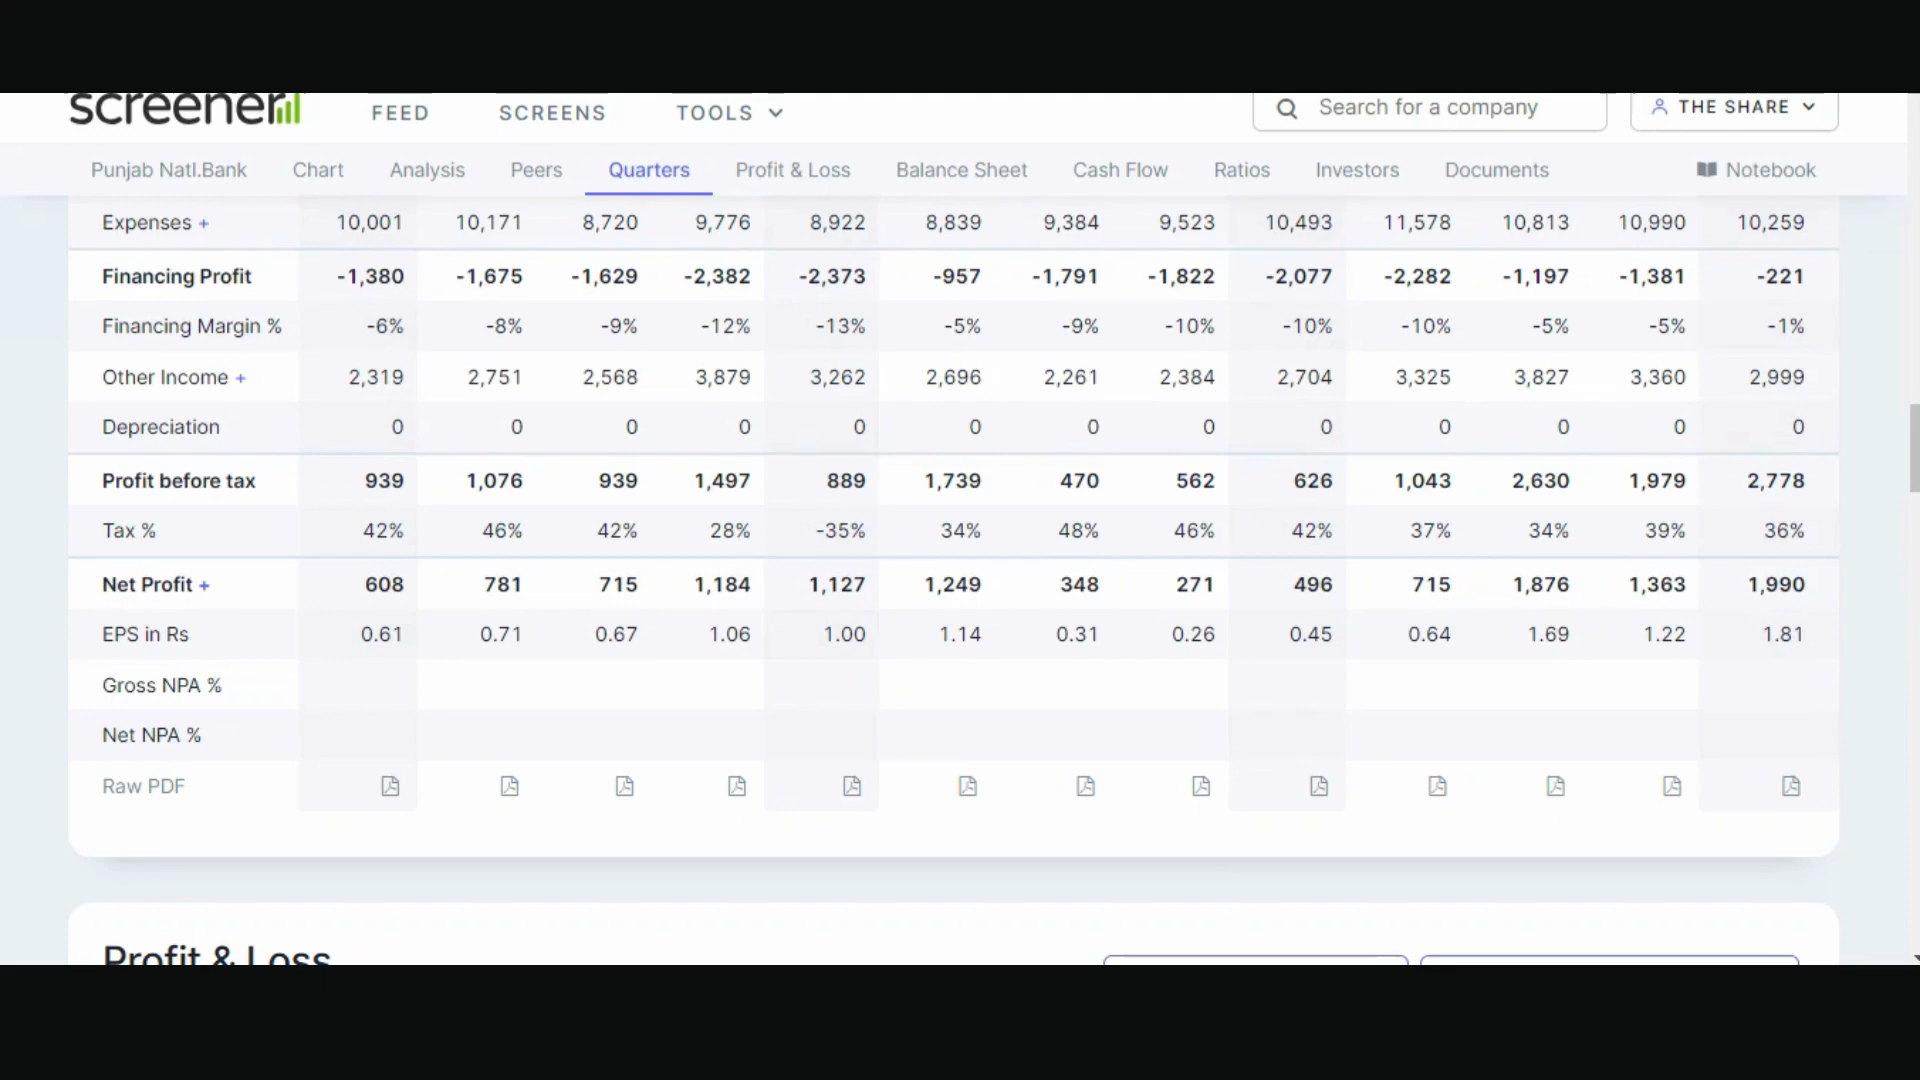 screener
FEED SCREENS TOOLS Search for a company THE SHARE
Punjab Natl.Bank Chart Analysis Peers Quarters Profit & Loss Balance Sheet Cash Flow Ratios Investors Documents Notebook
Expenses + 10,001 10,171 8,720 9,776 8,922 8,839 9,384 9,523 10,493 11,578 10,813 10,990 10,259
Financing Profit -1,380 -1,675 -1,629 -2,382 -2,373 -957 -1,791 -1,822 -2,077 -2,282 -1,197 -1,381 -221
Financing Margin % -6% -8% -9% -12% -13% -5% -9% -10% -10% -10% -5% -5% -1%
Other Income + 2,319 2,751 2,568 3,879 3,262 2,696 2,261 2,384 2,704 3,325 3,827 3,360 2,999
Depreciation 0 0 0 0 0 0 0 0 0 0 0 0 0
Profit before tax 939 1,076 939 1,497 889 1,739 470 562 626 1,043 2,630 1,979 2,778
Tax % 42% 46% 42% 28% -35% 34% 48% 46% 42% 37% 34% 39% 36%
Net Profit + 608 781 715 1,184 1,127 1,249 348 271 496 715 1,876 1,363 1,990
EPS in Rs 0.61 0.71 0.67 1.06 1.00 1.14 0.31 0.26 0.45 0.64 1.69 1.22 1.81
Gross NPA %
Net NPA %
Raw PDF
Profit & Loss